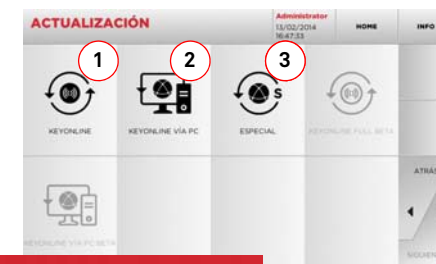 ACTUALIZACIÓN
Administrator
13/02/2014
16:47:33
HOME
INFO
1
2
3
KEYONLINE
KEYONLINE VÍA PC
S
ESPECIAL
KEYONLINE FULL BETA
ATRÁS
KEYONLINE VÍA PC BETA